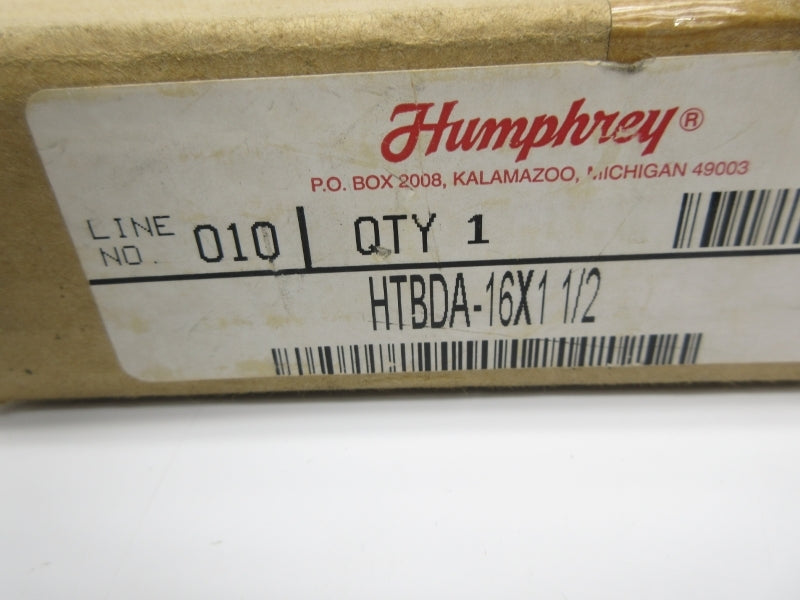 Humphrey®
P.O. BOX 2008, KALAMAZOO, MICHIGAN 49003
LINE NO. 010 QTY 1
HTBDA-16X1 1/2